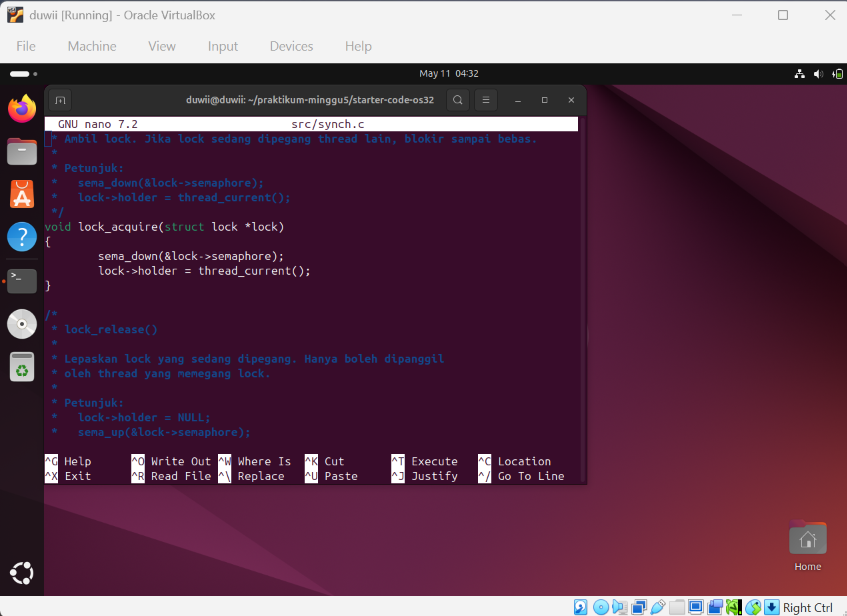 duwii [Running] - Oracle VirtualBox
File Machine View Input Devices Help
May 11 04:32
duwii@duwii: ~/praktikum-minggu5/starter-code-os32
GNU nano 7.2 src/synch.c
* Ambil lock. Jika lock sedang dipegang thread lain, blokir sampai bebas.
*
* Petunjuk:
* sema_down(&lock->semaphore);
* lock->holder = thread_current();
*/
void lock_acquire(struct lock *lock)
{
sema_down(&lock->semaphore);
lock->holder = thread_current();
}
/*
* lock_release()
*
* Lepaskan lock yang sedang dipegang. Hanya boleh dipanggil
* oleh thread yang memegang lock.
*
* Petunjuk:
* lock->holder = NULL;
* sema_up(&lock->semaphore);
^G Help ^O Write Out ^W Where Is ^K Cut ^T Execute ^C Location
^X Exit ^R Read File ^\ Replace ^U Paste ^J Justify ^/ Go To Line
Home
Right Ctrl